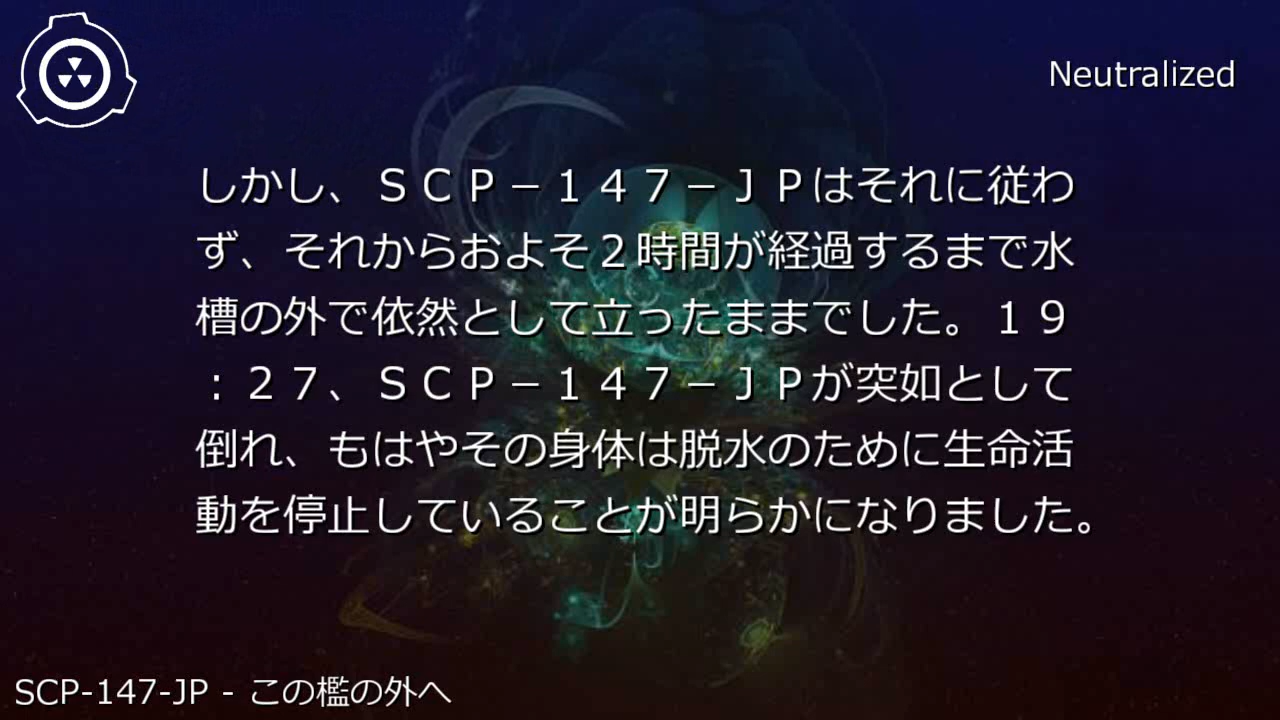 Neutralized
しかし、ＳＣＰ－１４７－ＪＰはそれに従わ
ず、それからおよそ２時間が経過するまで水
槽の外で依然として立ったままでした。１９
：２７、ＳＣＰ－１４７－ＪＰが突如として
倒れ、もはやその身体は脱水のために生命活
動を停止していることが明らかになりました。
SCP-147-JP - この檻の外へ